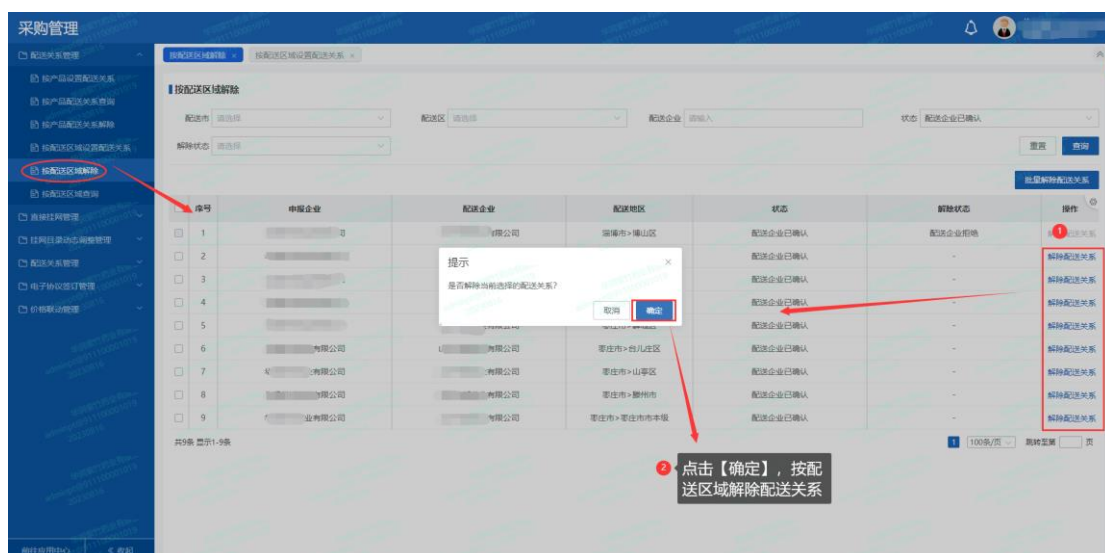 采购管理
配送关系管理
按产品设置配送关系
按产品配送关系查询
按产品配送关系解除
按配送区域设置配送关系
按配送区域解除
按配送区域查询
直接挂网管理
挂网目录动态调整管理
配送关系管理
电子协议签订管理
价格联动管理
收起
按配送区域解除 ×
按配送区域设置配送关系 ×
按配送区域解除
配送市 请选择
配送区 请选择
配送企业 请输入
状态 配送企业已确认
解除状态 请选择
重置 查询
批量解除配送关系
序号 申报企业 配送企业 配送地区 状态 解除状态 操作
1 限公司 淄博市>博山区 配送企业已确认 配送企业拒绝
2 配送企业已确认 - 解除配送关系
3 配送企业已确认 - 解除配送关系
4 配送企业已确认 - 解除配送关系
5 配送企业已确认 - 解除配送关系
6 有限公司 有限公司 枣庄市>台儿庄区 配送企业已确认 - 解除配送关系
7 有限公司 有限公司 枣庄市>山亭区 配送企业已确认 - 解除配送关系
8 限公司 有限公司 枣庄市>滕州市 配送企业已确认 - 解除配送关系
9 业有限公司 有限公司 枣庄市>枣庄市市本级 配送企业已确认 - 解除配送关系
共9条 显示1-9条
1 100条/页 跳转至第 页
提示 ×
是否解除当前选择的配送关系?
取消 确定
1
2 点击【确定】，按配
送区域解除配送关系